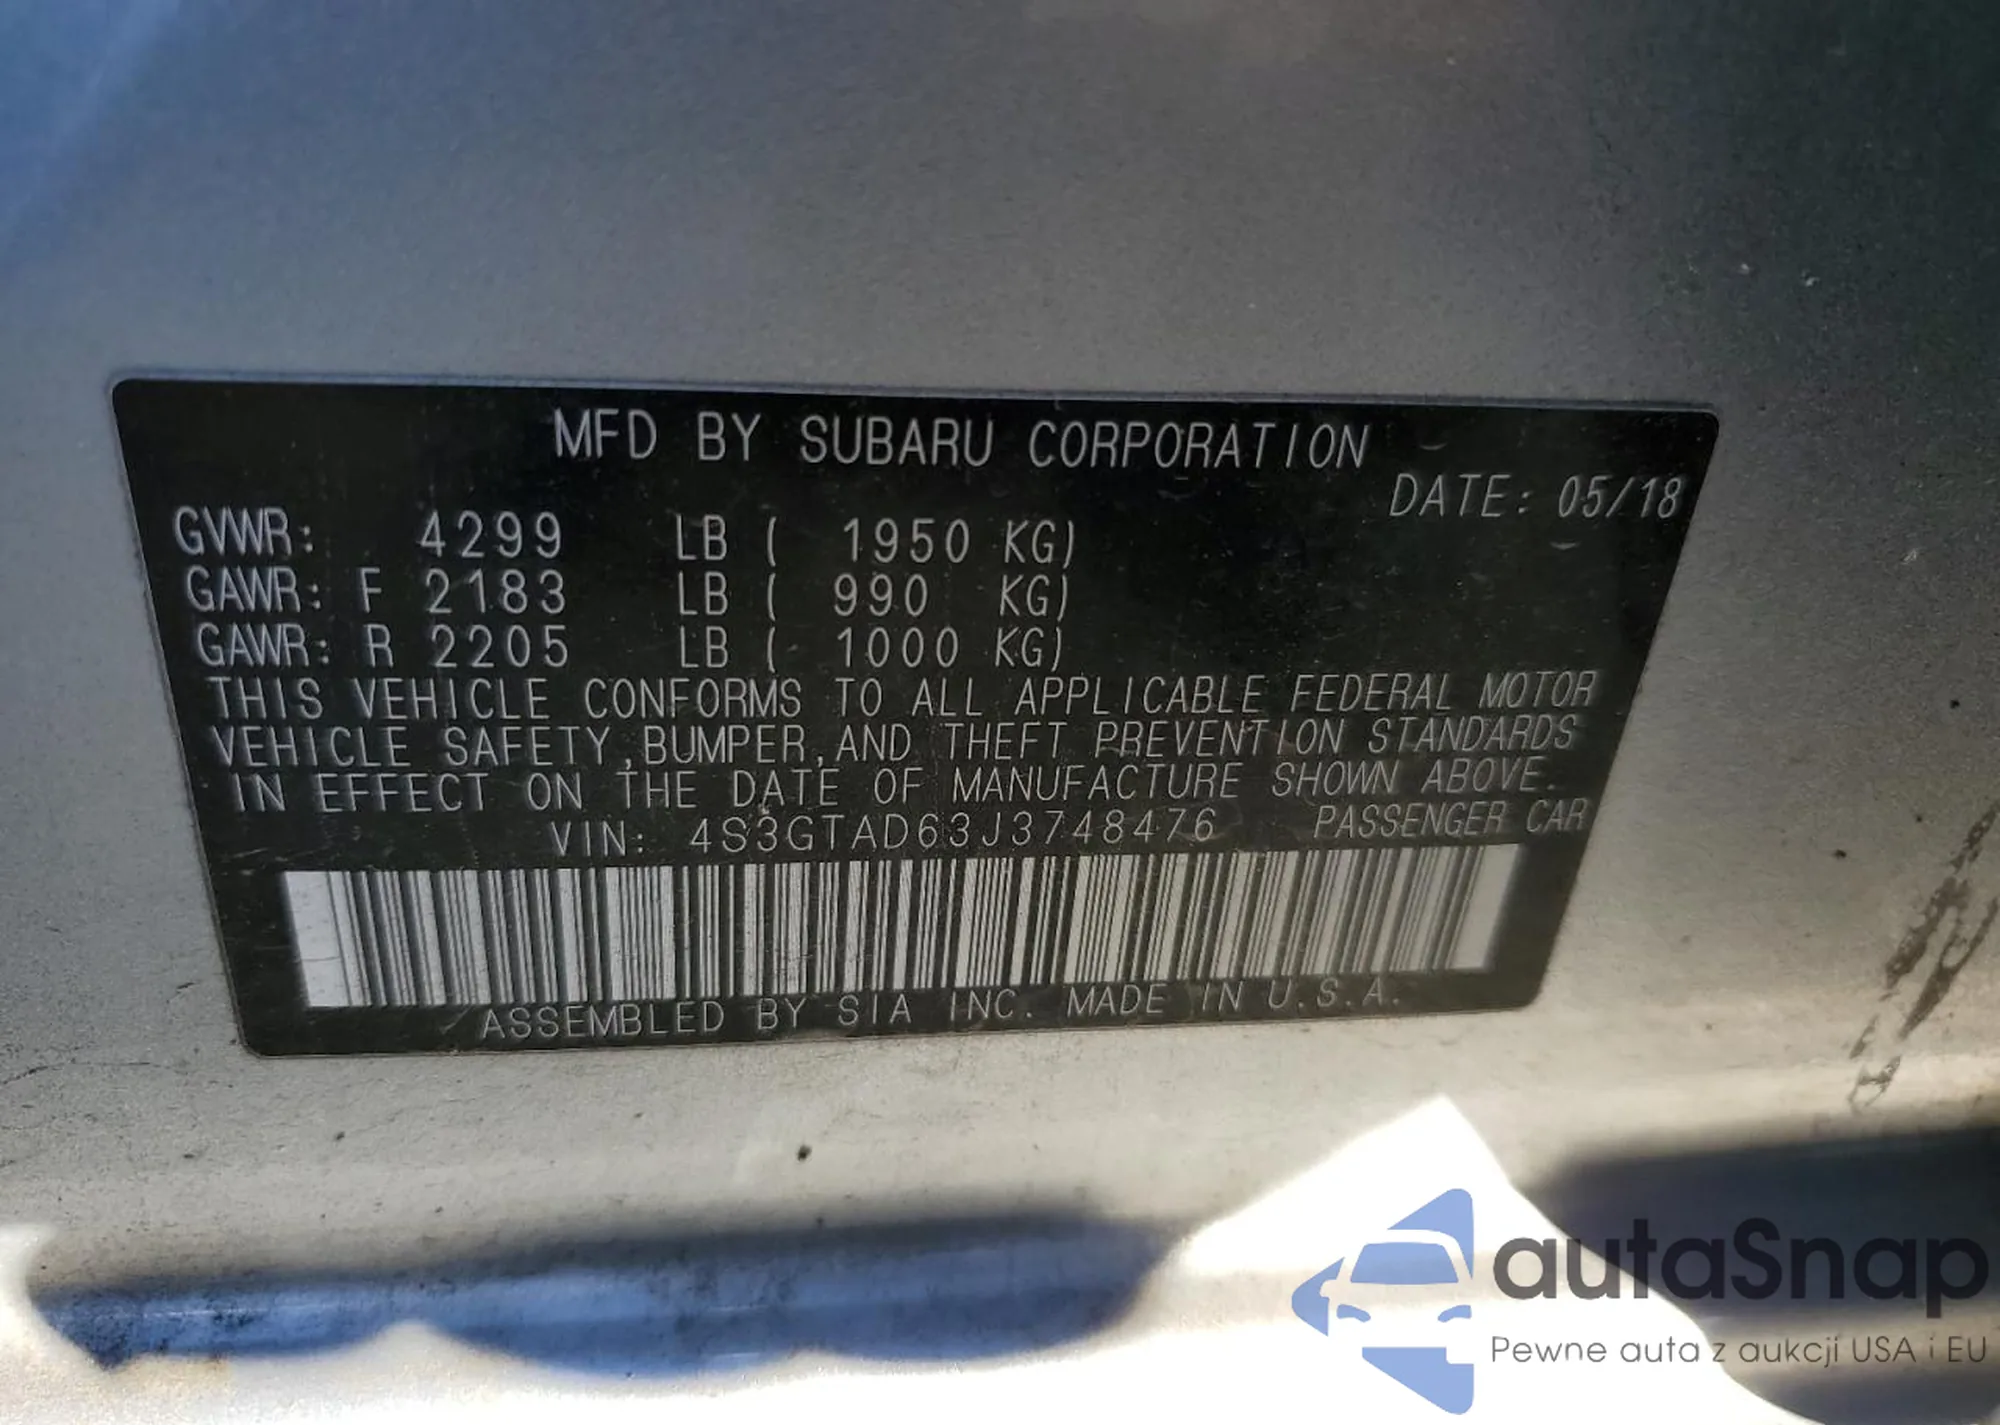 MFD BY SUBARU CORPORATION
DATE: 05/18
GVWR: 4299 LB ( 1950 KG)
GAWR: F 2183 LB ( 990 KG)
GAWR: R 2205 LB ( 1000 KG)
THIS VEHICLE CONFORMS TO ALL APPLICABLE FEDERAL MOTOR
VEHICLE SAFETY,BUMPER,AND THEFT PREVENTION STANDARDS
IN EFFECT ON THE DATE OF MANUFACTURE SHOWN ABOVE.
VIN: 4S3GTAD63J3748476 PASSENGER CAR
ASSEMBLED BY SIA INC. MADE IN U.S.A.
autaSnap
Pewne auta z aukcji USA i EU